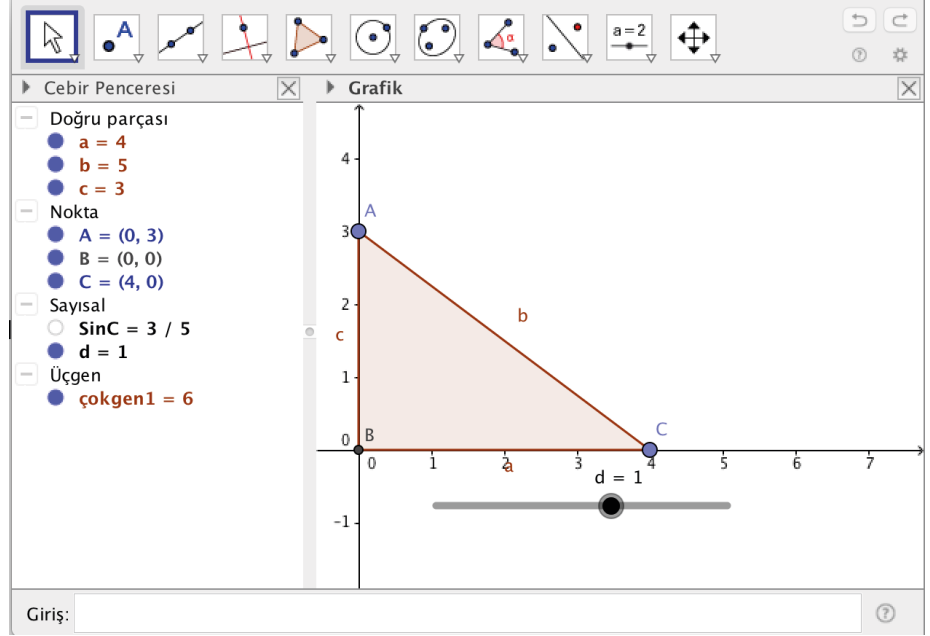 A
α
a=2
Cebir Penceresi
Grafik
Doğru parçası
a = 4
b = 5
c = 3
Nokta
A = (0, 3)
B = (0, 0)
C = (4, 0)
Sayısal
SinC = 3 / 5
d = 1
Üçgen
çokgen1 = 6
4
A
3
2
b
c
1
0
B
C
0 1 2 3 4 5 6 7
a
d = 1
-1
Giriş:
?